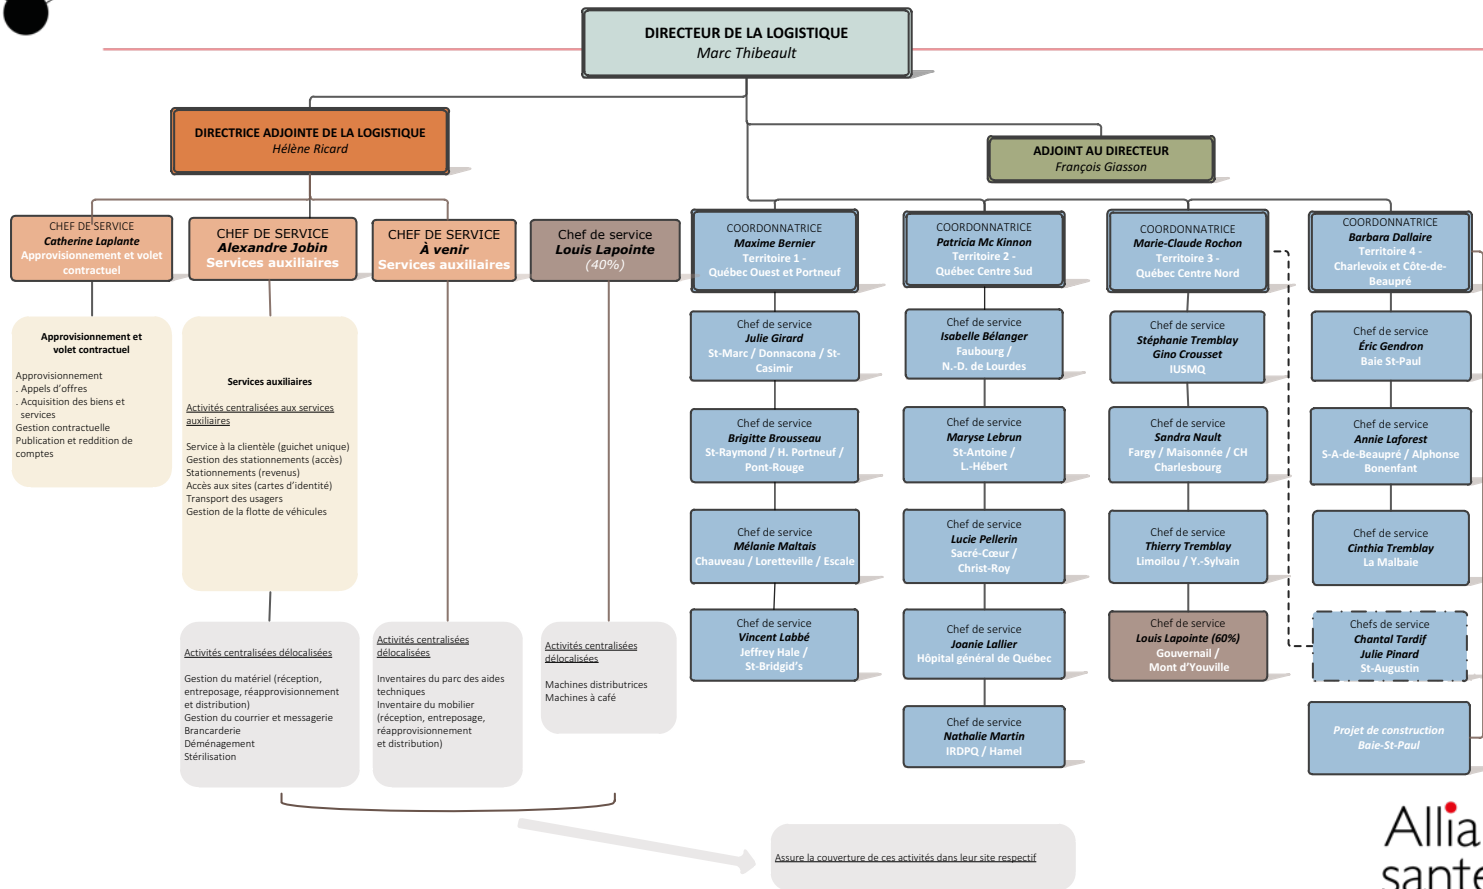 DIRECTEUR DE LA LOGISTIQUE
Marc Thibeault
DIRECTRICE ADJOINTE DE LA LOGISTIQUE
Hélène Ricard
ADJOINT AU DIRECTEUR
François Giasson
CHEF DE SERVICE
Catherine Laplante
Approvisionnement et volet
contractuel
CHEF DE SERVICE
Alexandre Jobin
Services auxiliaires
CHEF DE SERVICE
À venir
Services auxiliaires
Chef de service
Louis Lapointe
(40%)
COORDONNATRICE
Maxime Bernier
Territoire 1 -
Québec Ouest et Portneuf
COORDONNATRICE
Patricia Mc Kinnon
Territoire 2 -
Québec Centre Sud
COORDONNATRICE
Marie-Claude Rochon
Territoire 3 -
Québec Centre Nord
COORDONNATRICE
Barbara Dallaire
Territoire 4 -
Charlevoix et Côte-de-
Beaupré
Approvisionnement et
volet contractuel
Approvisionnement
. Appels d'offres
. Acquisition des biens et
services
Gestion contractuelle
Publication et reddition de
comptes
Services auxiliaires
Activités centralisées aux services
auxiliaires
Service à la clientèle (guichet unique)
Gestion des stationnements (accès)
Stationnements (revenus)
Accès aux sites (cartes d'identité)
Transport des usagers
Gestion de la flotte de véhicules
Activités centralisées délocalisées
Gestion du matériel (réception,
entreposage, réapprovisionnement
et distribution)
Gestion du courrier et messagerie
Brancarderie
Déménagement
Stérilisation
Activités centralisées
délocalisées
Inventaires du parc des aides
techniques
Inventaire du mobilier
(réception, entreposage,
réapprovisionnement
et distribution)
Activités centralisées
délocalisées
Machines distributrices
Machines à café
Chef de service
Julie Girard
St-Marc / Donnacona / St-
Casimir
Chef de service
Brigitte Brousseau
St-Raymond / H. Portneuf /
Pont-Rouge
Chef de service
Mélanie Maltais
Chauveau / Loretteville / Escale
Chef de service
Vincent Labbé
Jeffrey Hale /
St-Bridgid's
Chef de service
Isabelle Bélanger
Faubourg /
N.-D. de Lourdes
Chef de service
Maryse Lebrun
St-Antoine /
L.-Hébert
Chef de service
Lucie Pellerin
Sacré-Cœur /
Christ-Roy
Chef de service
Joanie Lallier
Hôpital général de Québec
Chef de service
Nathalie Martin
IRDPQ / Hamel
Chef de service
Stéphanie Tremblay
Gino Crousset
IUSMQ
Chef de service
Sandra Nault
Fargy / Maisonnée / CH
Charlesbourg
Chef de service
Thierry Tremblay
Limoilou / Y.-Sylvain
Chef de service
Louis Lapointe (60%)
Gouvernail /
Mont d'Youville
Chef de service
Éric Gendron
Baie St-Paul
Chef de service
Annie Laforest
S-A-de-Beaupré / Alphonse
Bonenfant
Chef de service
Cinthia Tremblay
La Malbaie
Chefs de service
Chantal Tardif
Julie Pinard
St-Augustin
Projet de construction
Baie-St-Paul
Assure la couverture de ces activités dans leur site respectif
Allia
santé